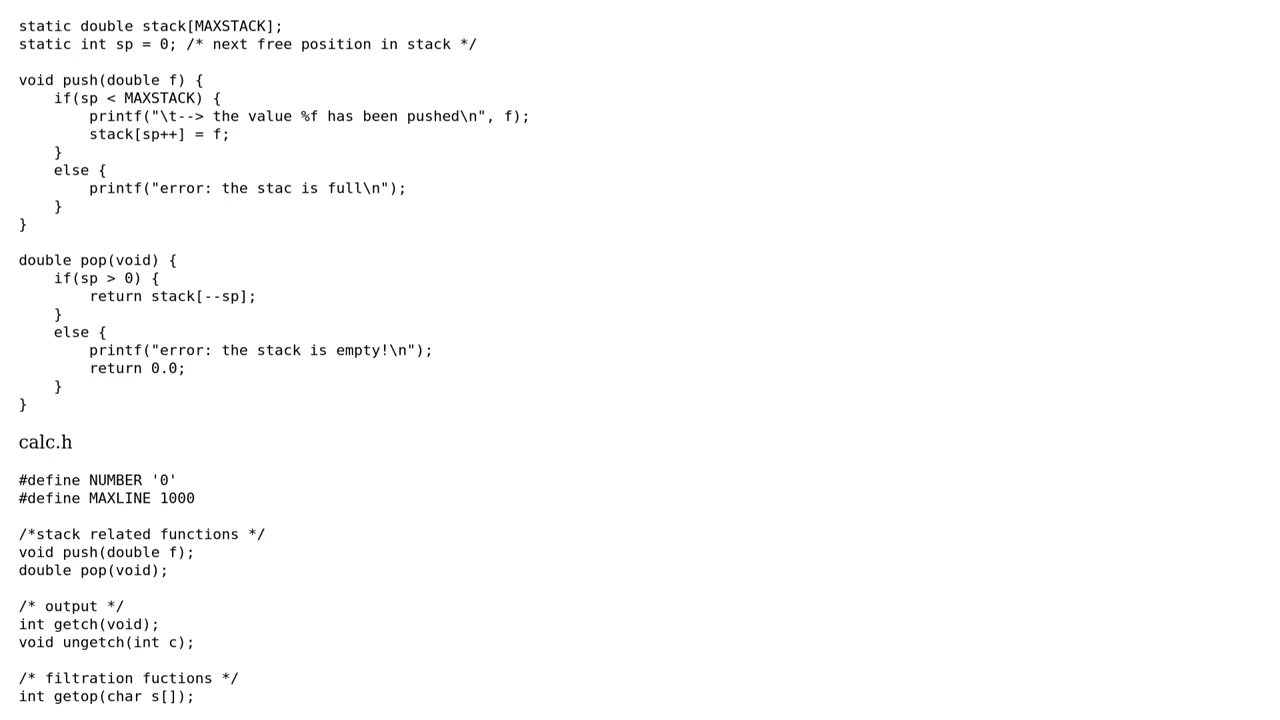 static double stack[MAXSTACK];
static int sp = 0; /* next free position in stack */
void push(double f) {
    if(sp < MAXSTACK) {
        printf("\t--> the value %f has been pushed\n", f);
        stack[sp++] = f;
    }
    else {
        printf("error: the stac is full\n");
    }
}
double pop(void) {
    if(sp > 0) {
        return stack[--sp];
    }
    else {
        printf("error: the stack is empty!\n");
        return 0.0;
    }
}
calc.h
#define NUMBER '0'
#define MAXLINE 1000
/*stack related functions */
void push(double f);
double pop(void);
/* output */
int getch(void);
void ungetch(int c);
/* filtration fuctions */
int getop(char s[]);